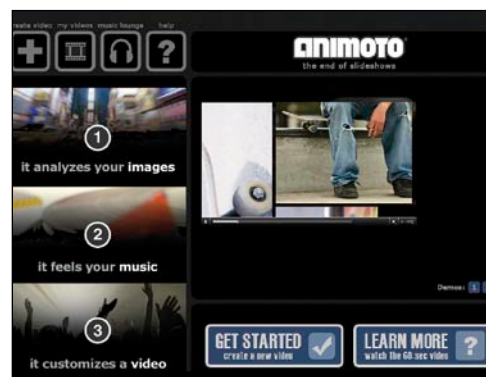 create video my videos music lounge help
?
animoto
the end of slideshows
1
it analyzes your images
2
it feels your music
3
it customizes a video
Demos: 1
GET STARTED
create a new video
LEARN MORE
watch the 60 sec video
?